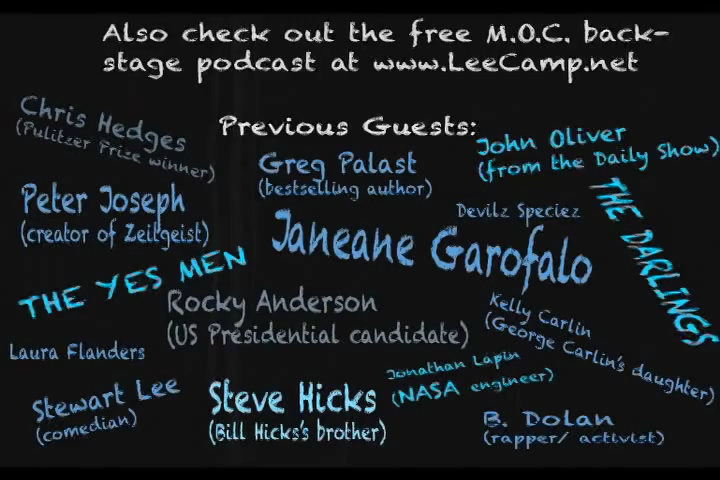 Also check out the free M.O.C. back-
stage podcast at www.LeeCamp.net
Previous Guests:
Chris Hedges
(Pulitzer Prize winner)
Greg Palast
(bestselling author)
John Oliver
(from the Daily Show)
Peter Joseph
(creator of Zeitgeist)
Devilz Speciez
Janeane Garofalo
THE DARLINGS
THE YES MEN
Rocky Anderson
(US Presidential candidate)
Kelly Carlin
(George Carlin's daughter)
Laura Flanders
Jonathan Lapin
(NASA engineer)
Stewart Lee
(comedian)
Steve Hicks
(Bill Hicks's brother)
B. Dolan
(rapper/ activist)